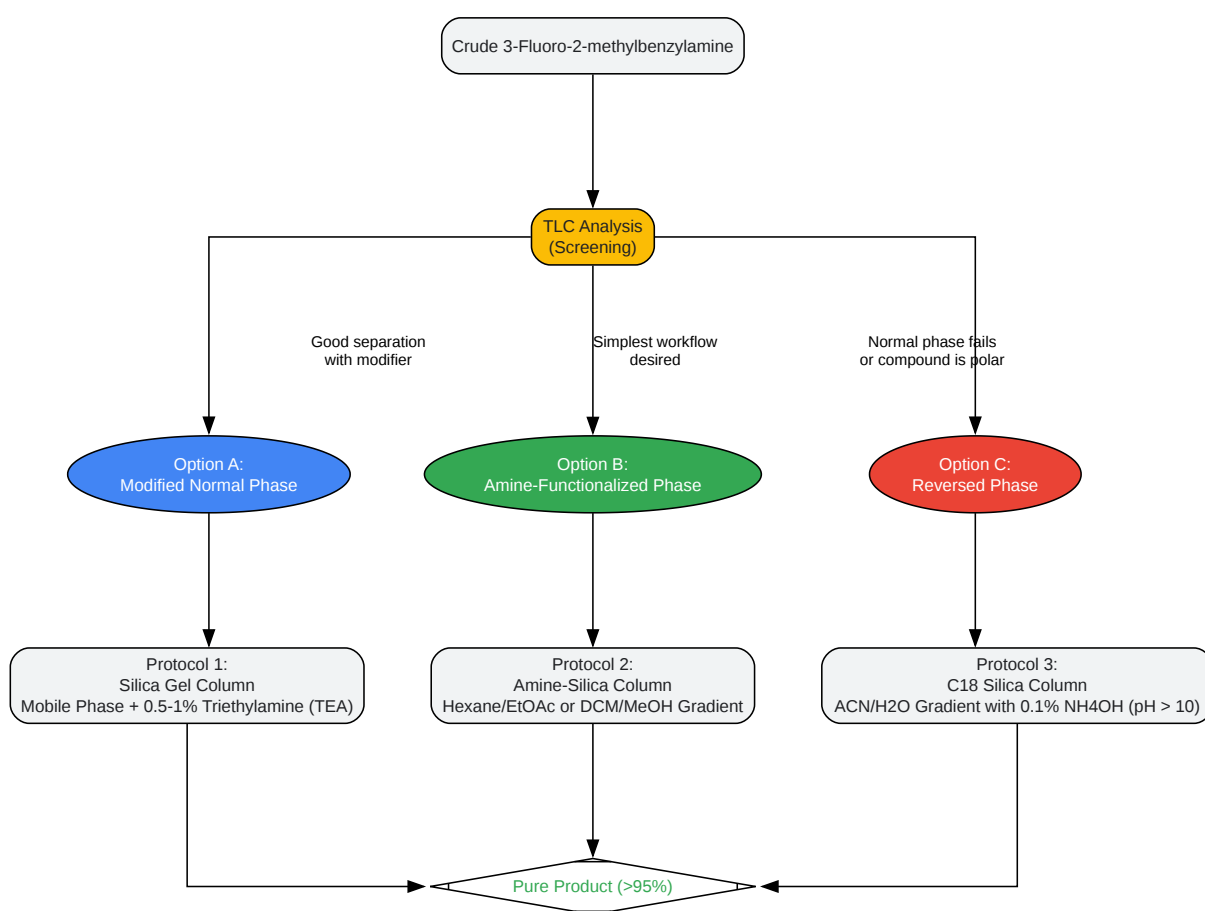 Crude 3-Fluoro-2-methylbenzylamine
TLC Analysis
(Screening)
Good separation
with modifier
Simplest workflow
desired
Normal phase fails
or compound is polar
Option A:
Modified Normal Phase
Option B:
Amine-Functionalized Phase
Option C:
Reversed Phase
Protocol 1:
Silica Gel Column
Mobile Phase + 0.5-1% Triethylamine (TEA)
Protocol 2:
Amine-Silica Column
Hexane/EtOAc or DCM/MeOH Gradient
Protocol 3:
C18 Silica Column
ACN/H2O Gradient with 0.1% NH4OH (pH > 10)
Pure Product (>95%)